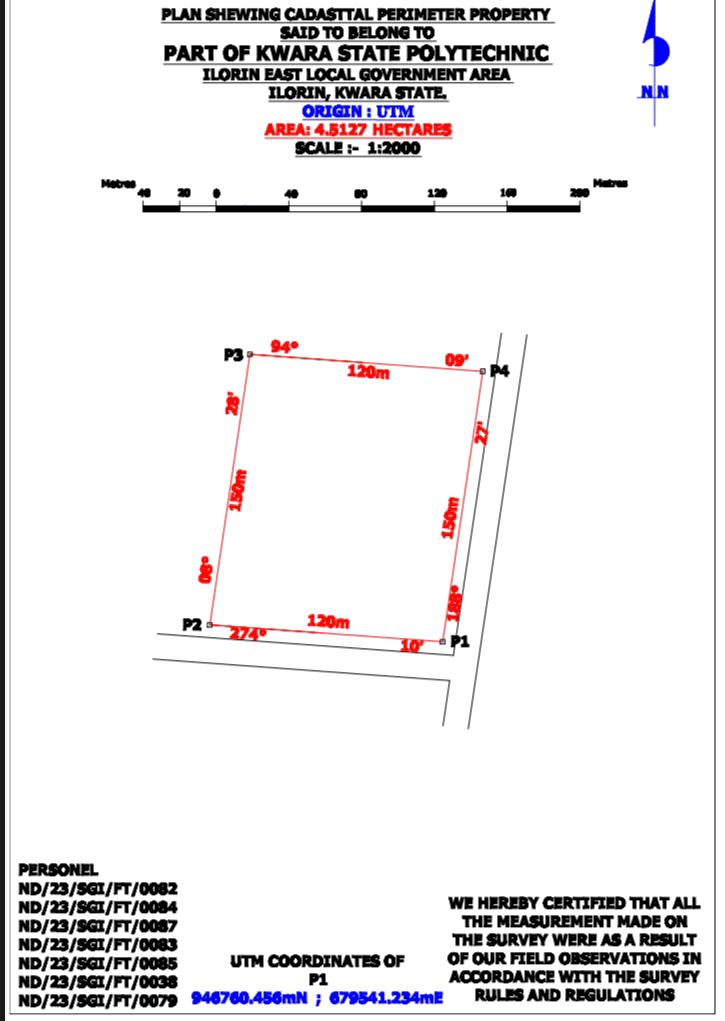 PLAN SHEWING CADASTTAL PERIMETER PROPERTY
SAID TO BELONG TO
PART OF KWARA STATE POLYTECHNIC
ILORIN EAST LOCAL GOVERNMENT AREA
ILORIN, KWARA STATE.
ORIGIN : UTM
AREA: 4.5127 HECTARES
SCALE :- 1:2000
N N
Metres 40 20 0 40 80 120 160 200 Metres
P3 94° 09' P4
120m
28' 27'
150m 150m
08° 188°
P2 120m P1
274° 10'
PERSONEL
ND/23/SGI/FT/0082
ND/23/SGI/FT/0084
ND/23/SGI/FT/0087
ND/23/SGI/FT/0083
ND/23/SGI/FT/0085
ND/23/SGI/FT/0038
ND/23/SGI/FT/0079
UTM COORDINATES OF
P1
946760.456mN ; 679541.234mE
WE HEREBY CERTIFIED THAT ALL
THE MEASUREMENT MADE ON
THE SURVEY WERE AS A RESULT
OF OUR FIELD OBSERVATIONS IN
ACCORDANCE WITH THE SURVEY
RULES AND REGULATIONS